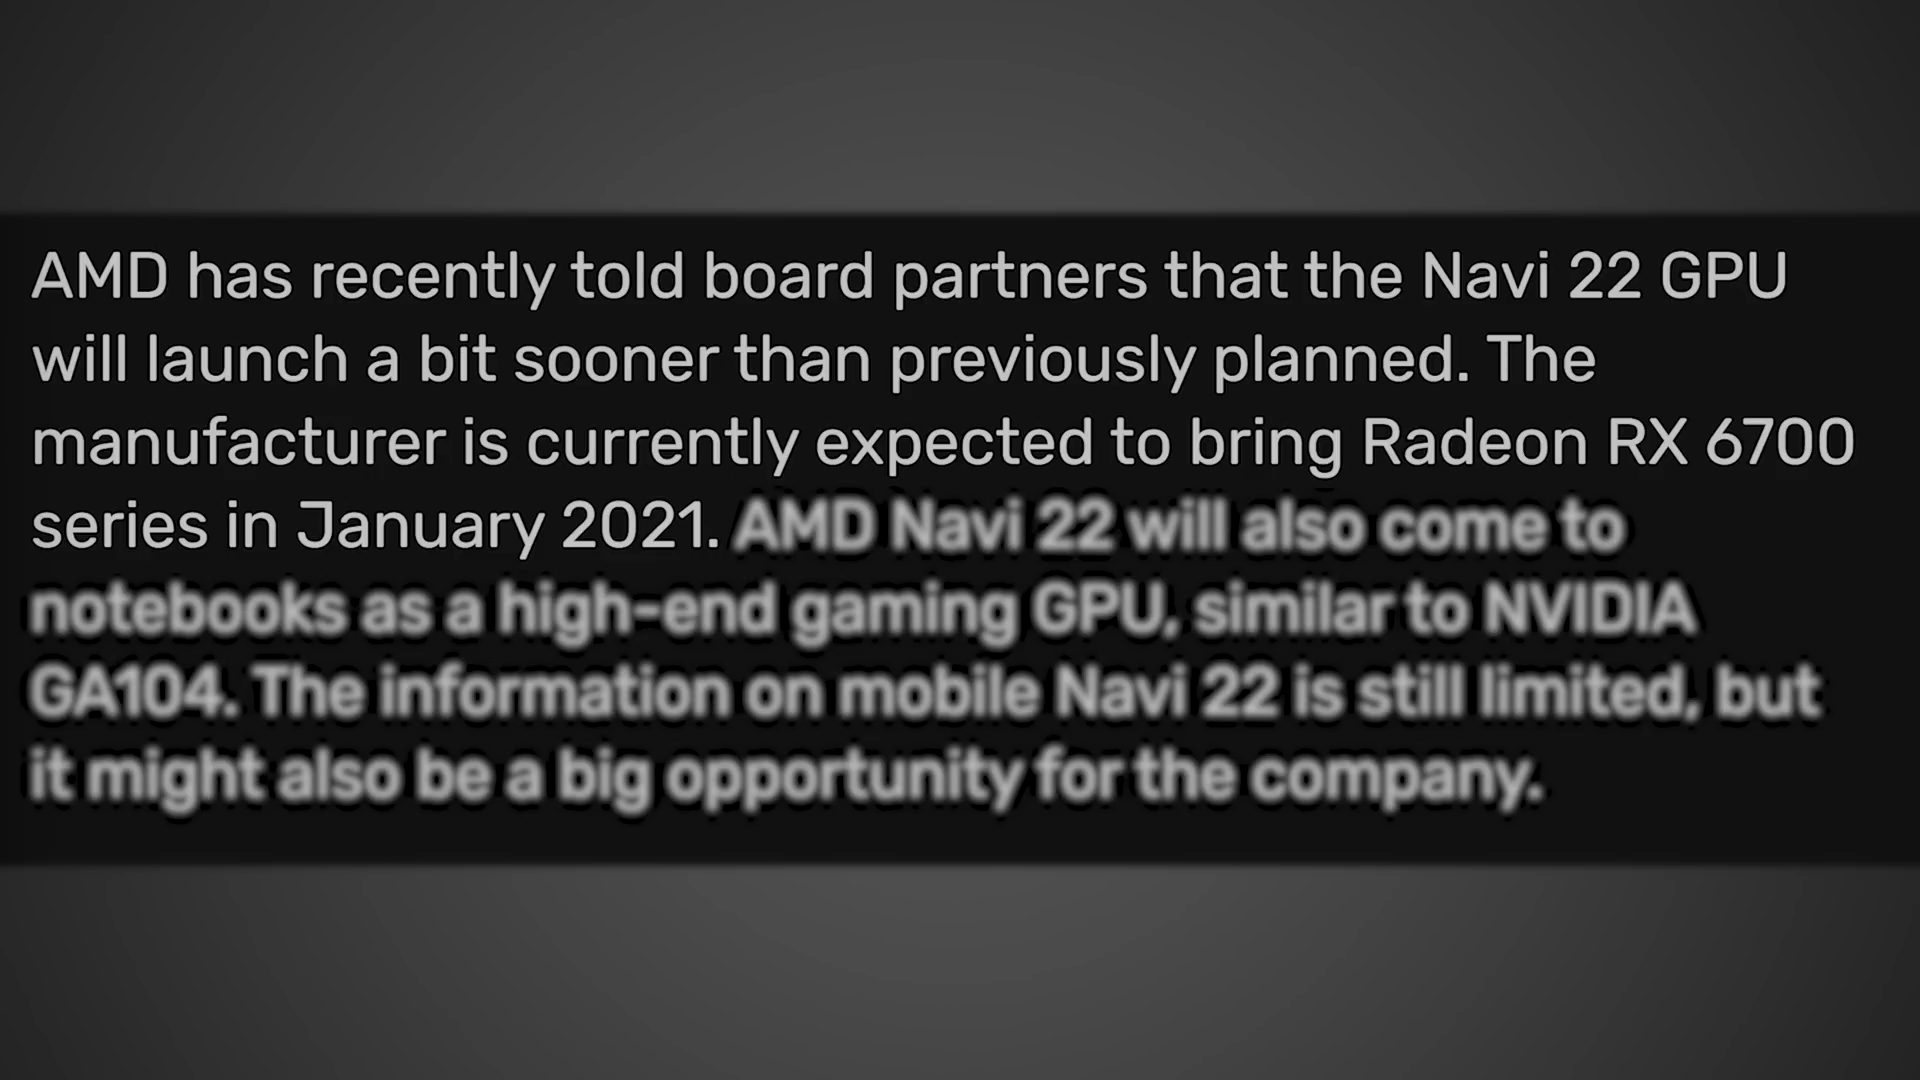 AMD has recently told board partners that the Navi 22 GPU
will launch a bit sooner than previously planned. The
manufacturer is currently expected to bring Radeon RX 6700
series in January 2021. AMD Navi 22 will also come to
notebooks as a high-end gaming GPU, similar to NVIDIA
GA104. The information on mobile Navi 22 is still limited, but
it might also be a big opportunity for the company.